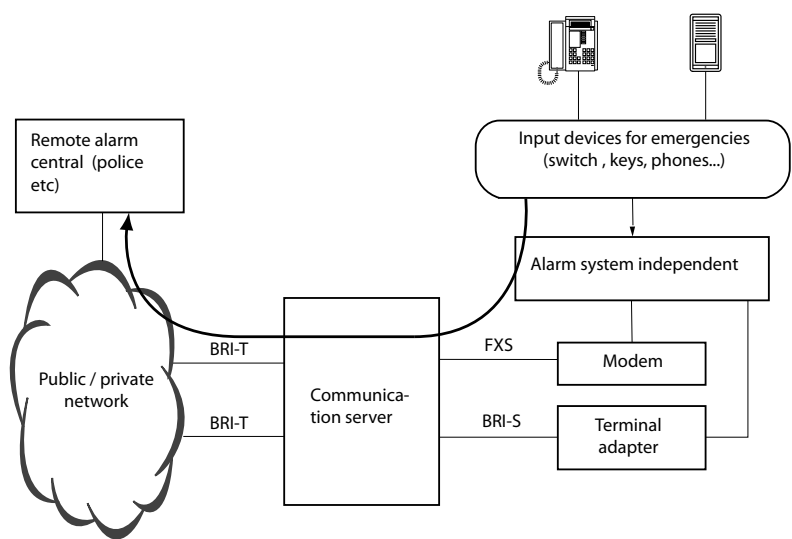 Remote alarm
central (police
etc)
Input devices for emergencies
(switch , keys, phones...)
Alarm system independent
BRI-T
FXS
Modem
Public / private
network
Communica-
tion server
BRI-T
BRI-S
Terminal
adapter